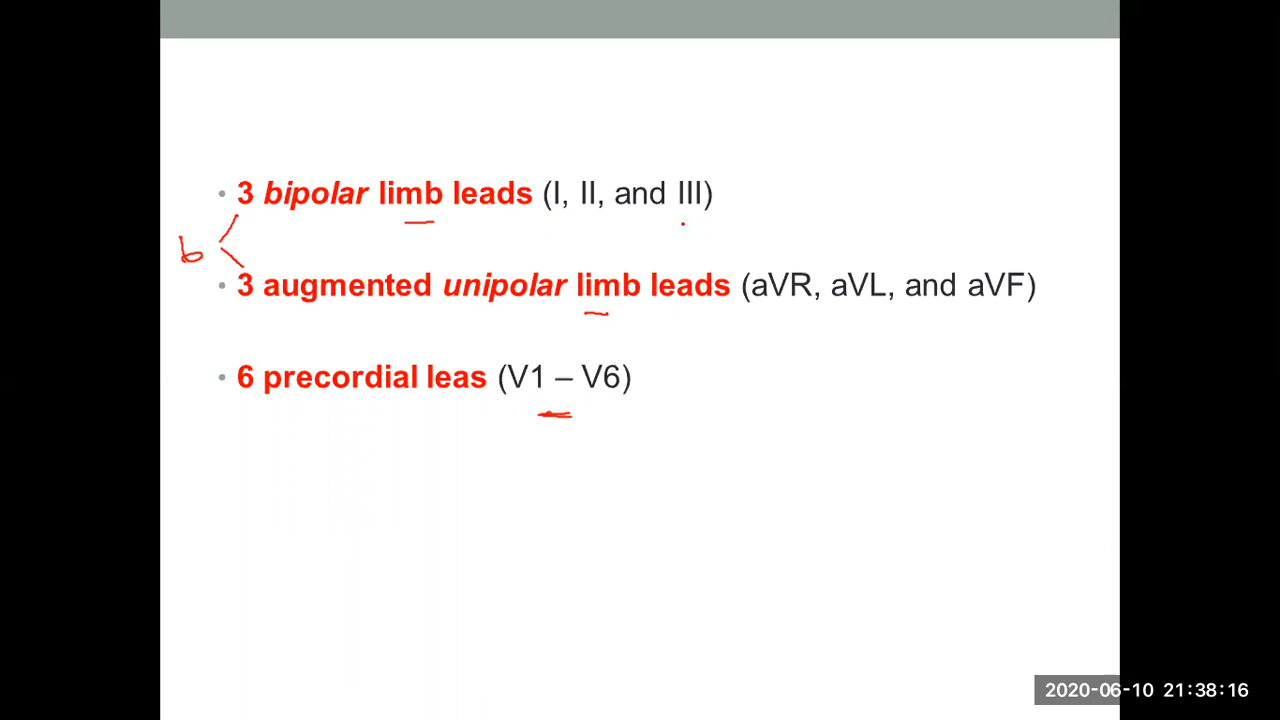 • 3 bipolar limb leads (I, II, and III)
6
• 3 augmented unipolar limb leads (aVR, aVL, and aVF)
• 6 precordial leas (V1 – V6)
2020-06-10 21:38:16